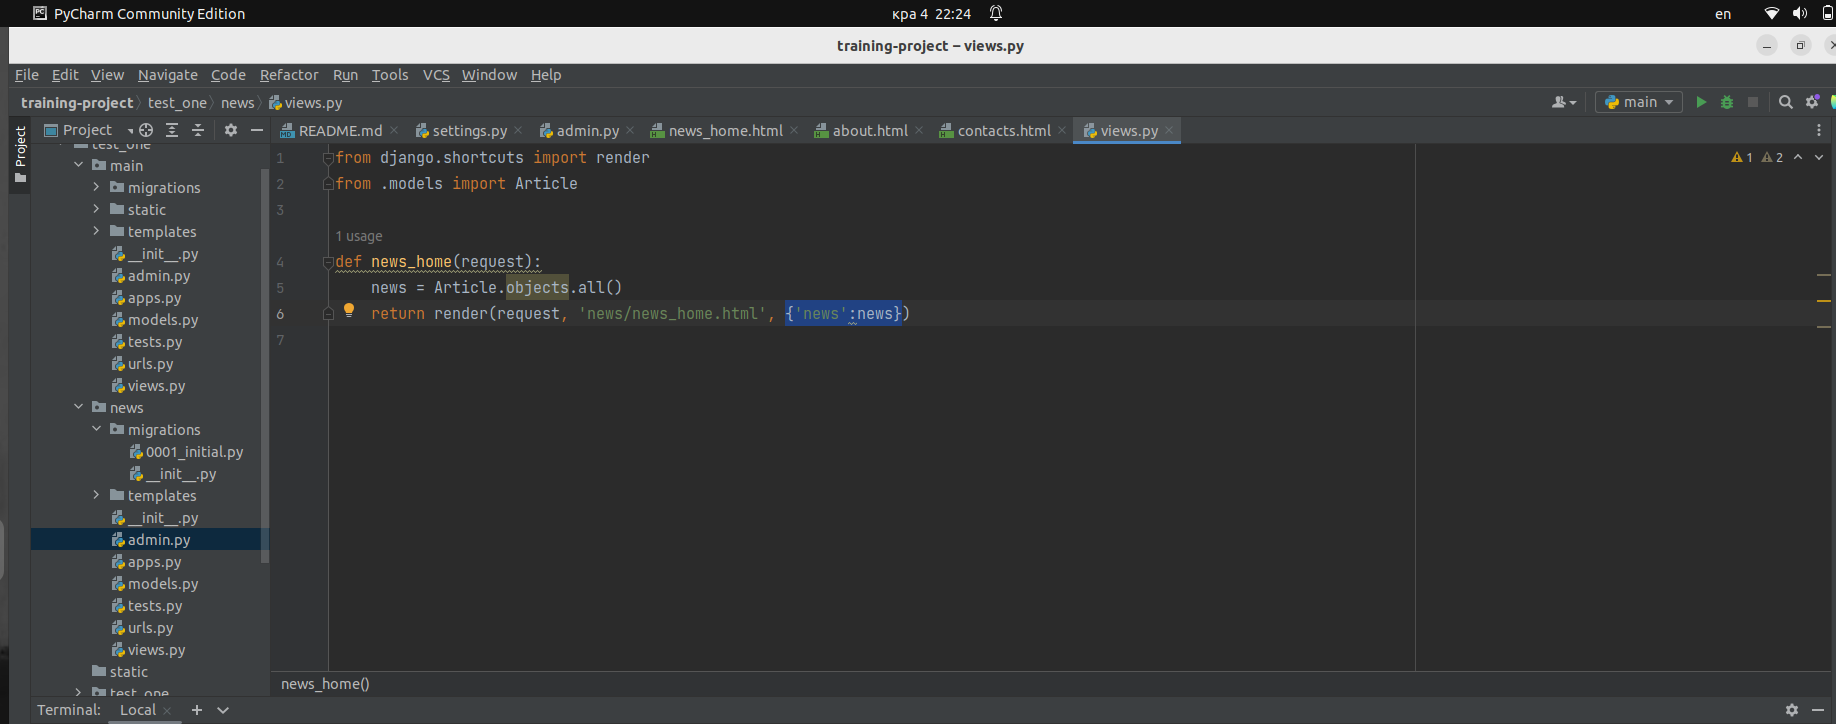 PyCharm Community Edition
кра 4 22:24
en
training-project – views.py
File Edit View Navigate Code Refactor Run Tools VCS Window Help
training-project test_one news views.py
main
Project
Project
README.md settings.py admin.py news_home.html about.html contacts.html views.py
test_one
main
migrations
static
templates
__init__.py
admin.py
apps.py
models.py
tests.py
urls.py
views.py
news
migrations
0001_initial.py
__init__.py
templates
__init__.py
admin.py
apps.py
models.py
tests.py
urls.py
views.py
static
test_one
1 from django.shortcuts import render
2 from .models import Article
3
1 usage
4 def news_home(request):
5 news = Article.objects.all()
6 return render(request, 'news/news_home.html', {'news':news})
7
1 2
news_home()
Terminal: Local